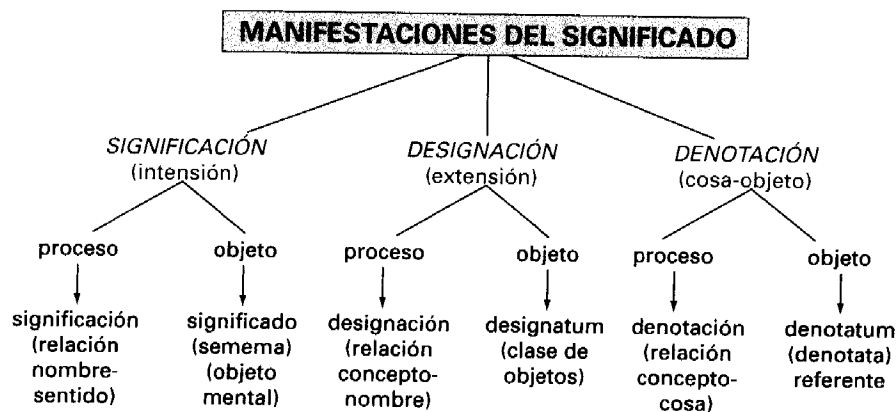 MANIFESTACIONES DEL SIGNIFICADO
SIGNIFICACIÓN
(intensión)
DESIGNACIÓN
(extensión)
DENOTACIÓN
(cosa-objeto)
proceso
objeto
proceso
objeto
proceso
objeto
significación
(relación
nombre-
sentido)
significado
(semema)
(objeto
mental)
designación
(relación
concepto-
nombre)
designatum
(clase de
objetos)
denotación
(relación
concepto-
cosa)
denotatum
(denotata)
referente